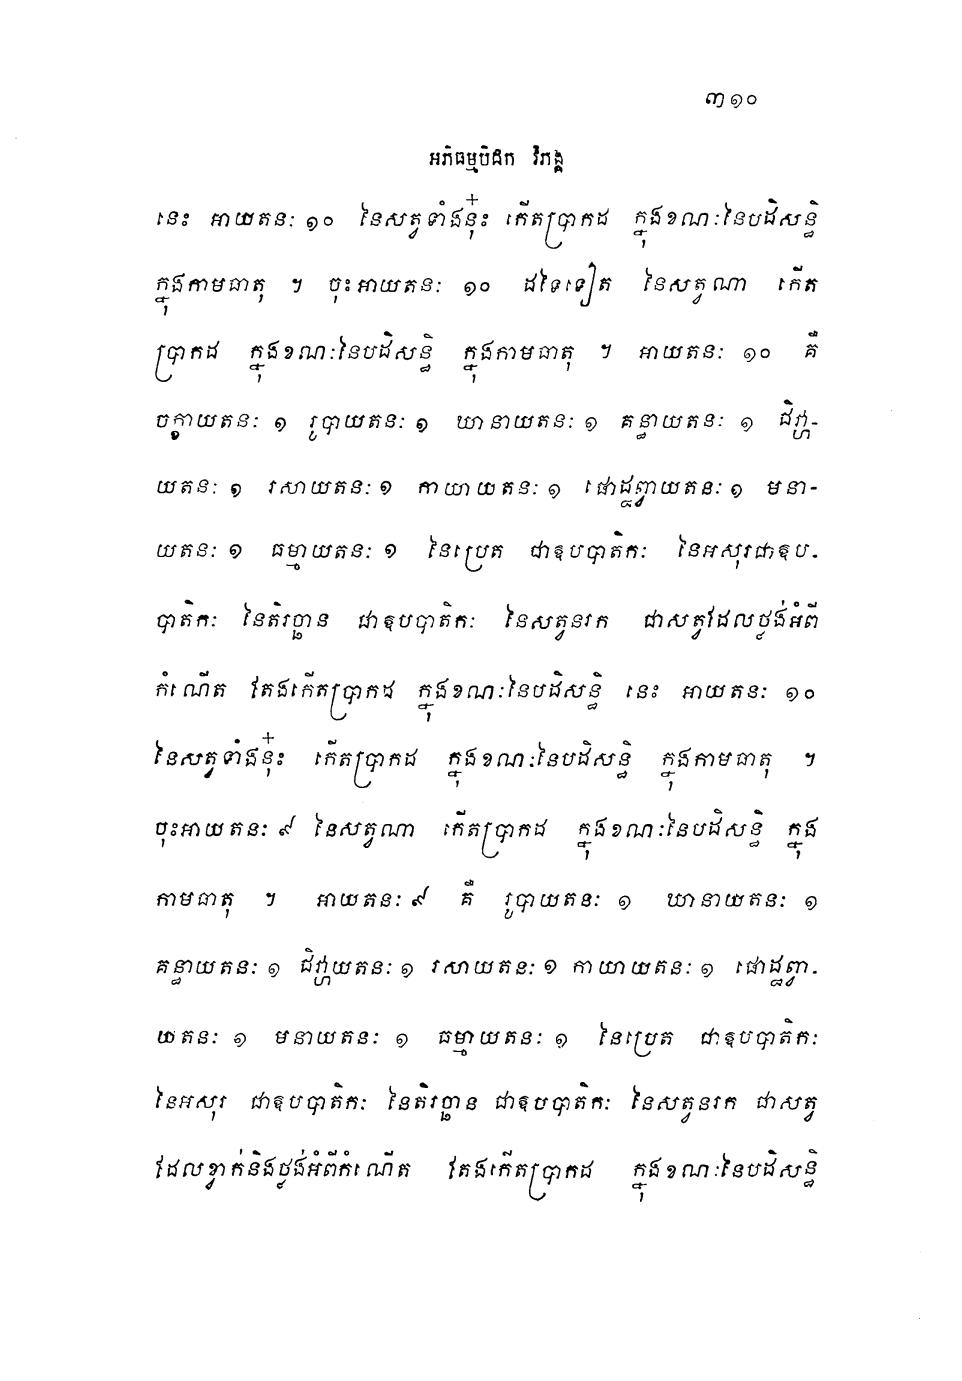 ៣១០
អភិធម្មបិដក វិភង្គ
នេះ អាយតនៈ ១០ នៃសត្វទាំងនុ៎ះ កើតប្រាកដ ក្នុងខណៈនៃបដិសន្ធិ
ក្នុងកាមធាតុ ។ ចុះអាយតនៈ ១០ ដទៃទៀត នៃសត្វណា កើត
ប្រាកដ ក្នុងខណៈនៃបដិសន្ធិ ក្នុងកាមធាតុ ។ អាយតនៈ ១០ គឺ
ចក្ខាយតនៈ ១ រូបាយតនៈ ១ ឃានាយតនៈ ១ គន្ធាយតនៈ ១ ជិវ្ហា-
យតនៈ ១ រសាយតនៈ ១ កាយាយតនៈ ១ ផោដ្ឋព្វាយតនៈ ១ មនា-
យតនៈ ១ ធម្មាយតនៈ ១ នៃប្រេត ជាឧបបាតិកៈ នៃអសុរជាឧប-
បាតិកៈ នៃតិរច្ឆាន ជាឧបបាតិកៈ នៃសត្វនរក ជាសត្វដែលថ្លង់អំពី
កំណើត តែងកើតប្រាកដ ក្នុងខណៈនៃបដិសន្ធិ នេះ អាយតនៈ ១០
នៃសត្វទាំងនុ៎ះ កើតប្រាកដ ក្នុងខណៈនៃបដិសន្ធិ ក្នុងកាមធាតុ ។
ចុះអាយតនៈ ៩ នៃសត្វណា កើតប្រាកដ ក្នុងខណៈនៃបដិសន្ធិ ក្នុង
កាមធាតុ ។ អាយតនៈ ៩ គឺ រូបាយតនៈ ១ ឃានាយតនៈ ១
គន្ធាយតនៈ ១ ជិវ្ហាយតនៈ ១ រសាយតនៈ ១ កាយាយតនៈ ១ ផោដ្ឋព្វា-
យតនៈ ១ មនាយតនៈ ១ ធម្មាយតនៈ ១ នៃប្រេត ជាឧបបាតិកៈ
នៃអសុរ ជាឧបបាតិកៈ នៃតិរច្ឆាន ជាឧបបាតិកៈ នៃសត្វនរក ជាសត្វ
ដែលខ្វាក់និងថ្លង់អំពីកំណើត តែងកើតប្រាកដ ក្នុងខណៈនៃបដិសន្ធិ